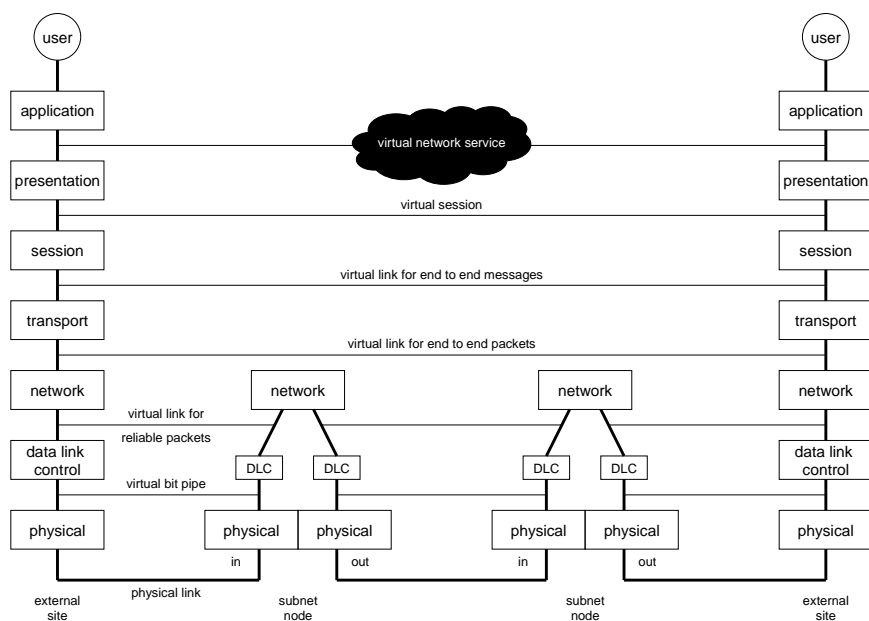 user
user
application
application
virtual network service
presentation
presentation
virtual session
session
session
virtual link for end to end messages
transport
transport
virtual link for end to end packets
network
network
network
network
virtual link for
reliable packets
data link
control
DLC
DLC
DLC
DLC
data link
control
virtual bit pipe
physical
physical
physical
physical
physical
physical
in
out
in
out
physical link
external
site
subnet
node
subnet
node
external
site